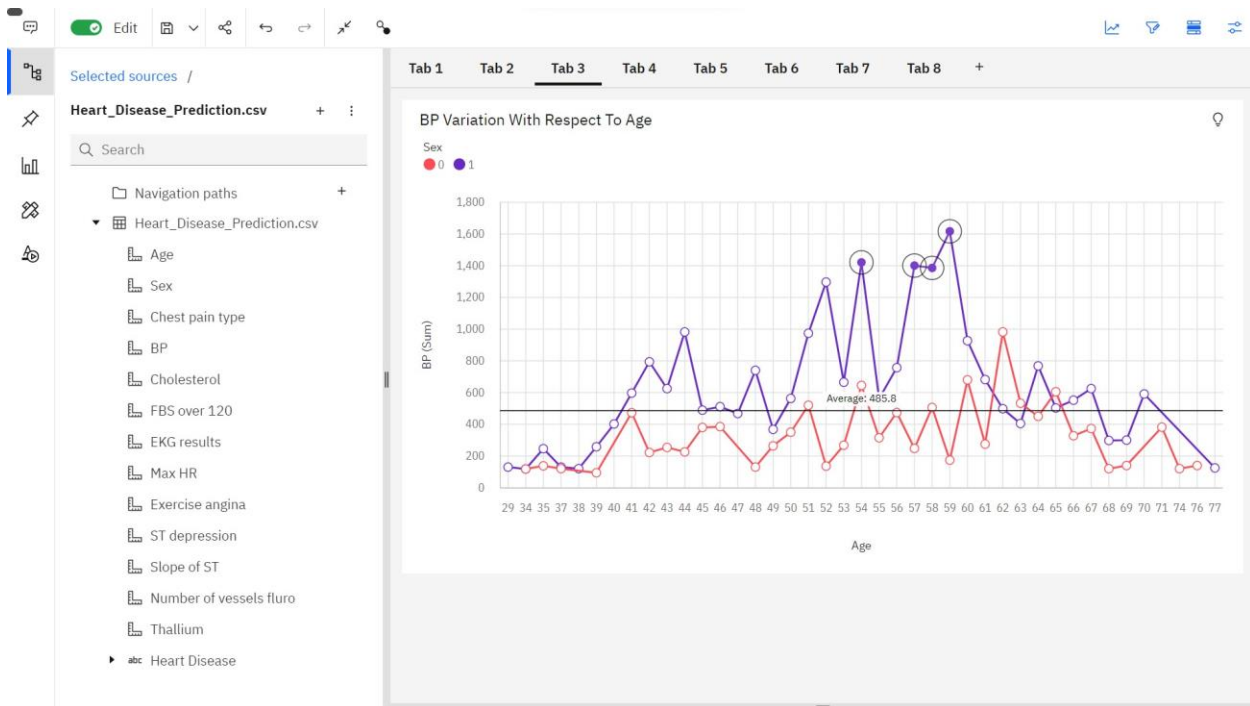 Edit
Selected sources /
Heart_Disease_Prediction.csv
Search
Navigation paths
Heart_Disease_Prediction.csv
Age
Sex
Chest pain type
BP
Cholesterol
FBS over 120
EKG results
Max HR
Exercise angina
ST depression
Slope of ST
Number of vessels fluro
Thallium
abc Heart Disease
Tab 1 Tab 2 Tab 3 Tab 4 Tab 5 Tab 6 Tab 7 Tab 8 +
BP Variation With Respect To Age
Sex
0 1
BP (Sum)
1,800
1,600
1,400
1,200
1,000
800
600
400
200
0
Average: 485.8
29 34 35 37 38 39 40 41 42 43 44 45 46 47 48 49 50 51 52 53 54 55 56 57 58 59 60 61 62 63 64 65 66 67 68 69 70 71 74 76 77
Age